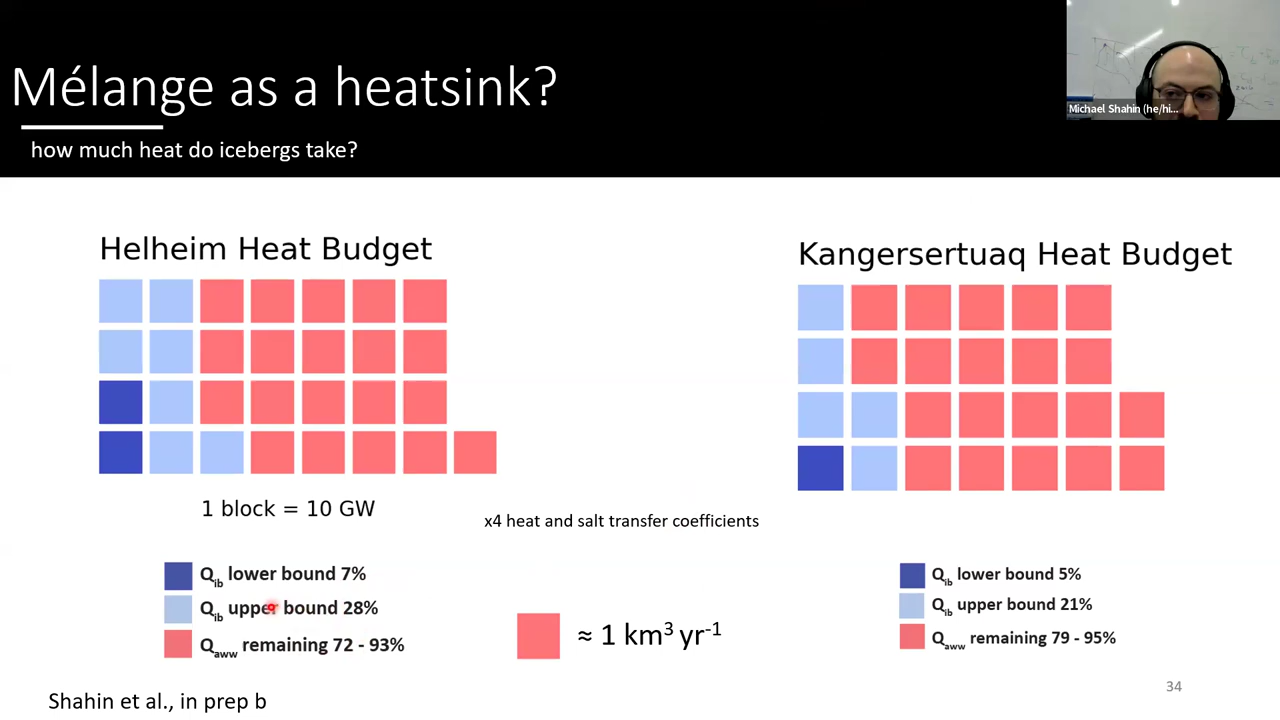 Mélange as a heatsink?
how much heat do icebergs take?
Michael Shahin (he/hi...
Helheim Heat Budget
Kangersertuaq Heat Budget
1 block = 10 GW
x4 heat and salt transfer coefficients
Qib lower bound 7%
Qib upper bound 28%
Qaww remaining 72 - 93%
≈ 1 km³ yr⁻¹
Qib lower bound 5%
Qib upper bound 21%
Qaww remaining 79 - 95%
34
Shahin et al., in prep b